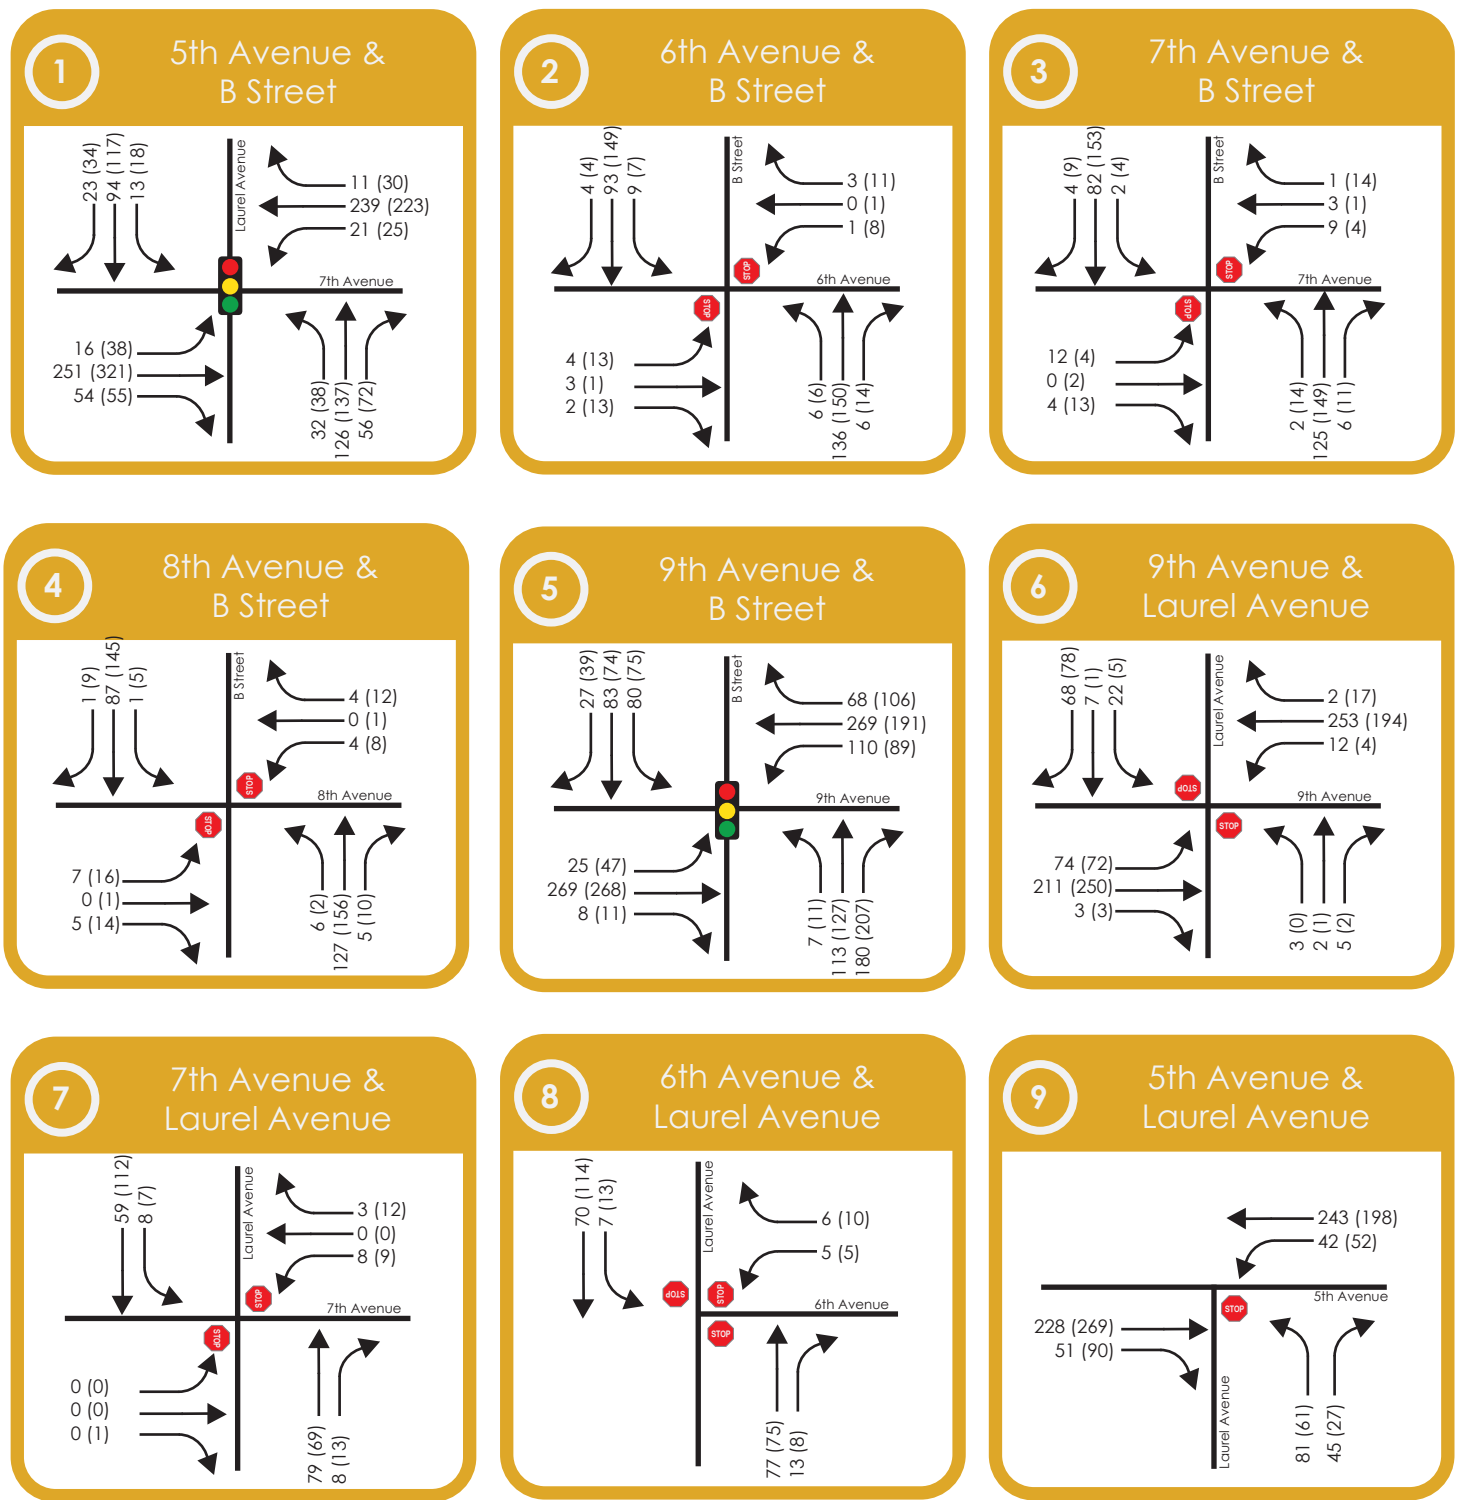 1
5th Avenue &
B Street
23 (34)
94 (117)
13 (18)
Laurel Avenue
11 (30)
239 (223)
21 (25)
7th Avenue
16 (38)
251 (321)
54 (55)
32 (38)
126 (137)
56 (72)
2
6th Avenue &
B Street
4 (4)
93 (149)
9 (7)
B Street
3 (11)
0 (1)
1 (8)
STOP
6th Avenue
STOP
4 (13)
3 (1)
2 (13)
6 (6)
136 (150)
6 (14)
3
7th Avenue &
B Street
4 (9)
82 (153)
2 (4)
B Street
1 (14)
3 (1)
9 (4)
STOP
7th Avenue
STOP
12 (4)
0 (2)
4 (13)
2 (14)
125 (149)
6 (11)
4
8th Avenue &
B Street
1 (9)
87 (145)
1 (5)
B Street
4 (12)
0 (1)
4 (8)
STOP
8th Avenue
STOP
7 (16)
0 (1)
5 (14)
6 (2)
127 (156)
5 (10)
5
9th Avenue &
B Street
27 (39)
83 (74)
80 (75)
B Street
68 (106)
269 (191)
110 (89)
9th Avenue
25 (47)
269 (268)
8 (11)
7 (11)
113 (127)
180 (207)
6
9th Avenue &
Laurel Avenue
68 (78)
7 (1)
22 (5)
Laurel Avenue
2 (17)
253 (194)
12 (4)
STOP
9th Avenue
STOP
74 (72)
211 (250)
3 (3)
3 (0)
2 (1)
5 (2)
7
7th Avenue &
Laurel Avenue
59 (112)
8 (7)
Laurel Avenue
3 (12)
0 (0)
8 (9)
STOP
7th Avenue
STOP
0 (0)
0 (0)
0 (1)
79 (69)
8 (13)
8
6th Avenue &
Laurel Avenue
70 (114)
7 (13)
Laurel Avenue
6 (10)
5 (5)
STOP
STOP
6th Avenue
STOP
77 (75)
13 (8)
9
5th Avenue &
Laurel Avenue
243 (198)
42 (52)
5th Avenue
STOP
228 (269)
51 (90)
Laurel Avenue
81 (61)
45 (27)